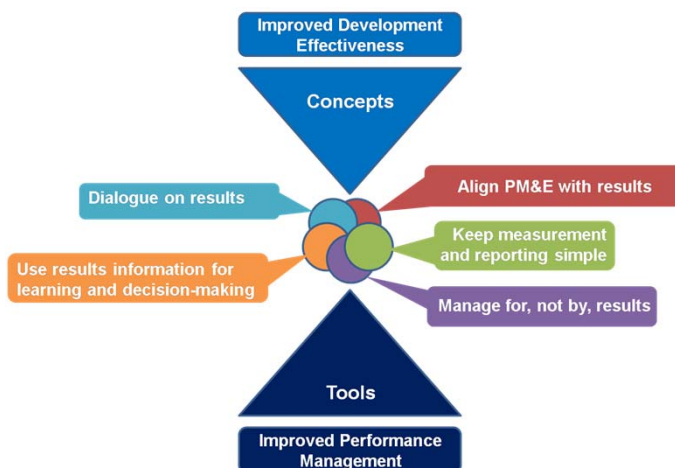 Improved Development
Effectiveness
Concepts
Dialogue on results
Align PM&E with results
Keep measurement
and reporting simple
Use results information for
learning and decision-making
Manage for, not by, results
Tools
Improved Performance
Management